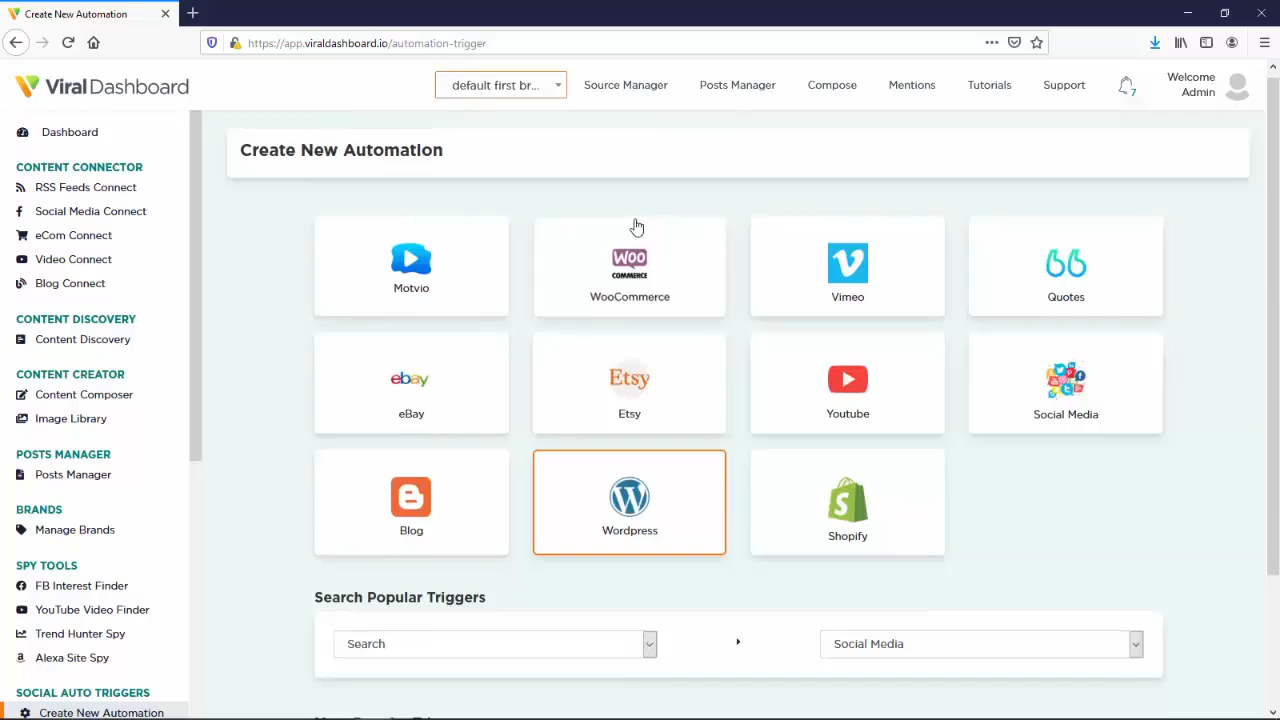 Create New Automation
https://app.viraldashboard.io/automation-trigger
Viral Dashboard
default first br...
Source Manager
Posts Manager
Compose
Mentions
Tutorials
Support
7
Welcome
Admin
Dashboard
CONTENT CONNECTOR
RSS Feeds Connect
Social Media Connect
eCom Connect
Video Connect
Blog Connect
CONTENT DISCOVERY
Content Discovery
CONTENT CREATOR
Content Composer
Image Library
POSTS MANAGER
Posts Manager
BRANDS
Manage Brands
SPY TOOLS
FB Interest Finder
YouTube Video Finder
Trend Hunter Spy
Alexa Site Spy
SOCIAL AUTO TRIGGERS
Create New Automation
Create New Automation
Motvio
WOO
COMMERCE
WooCommerce
Vimeo
Quotes
ebay
eBay
Etsy
Etsy
Youtube
Social Media
Blog
Wordpress
Shopify
Search Popular Triggers
Search
Social Media